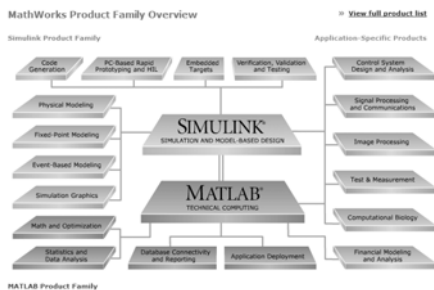 MathWorks Product Family Overview
» View full product list
Simulink Product Family
Application-Specific Products
Code
Generation
PC-Based Rapid
Prototyping and HIL
Embedded
Targets
Verification, Validation
and Testing
Control System
Design and Analysis
Physical Modeling
Signal Processing
and Communications
SIMULINK®
SIMULATION AND MODEL-BASED DESIGN
Fixed-Point Modeling
Image Processing
Event-Based Modeling
Test & Measurement
Simulation Graphics
MATLAB®
TECHNICAL COMPUTING
Computational Biology
Math and Optimization
Statistics and
Data Analysis
Database Connectivity
and Reporting
Application Deployment
Financial Modeling
and Analysis
MATLAB Product Family